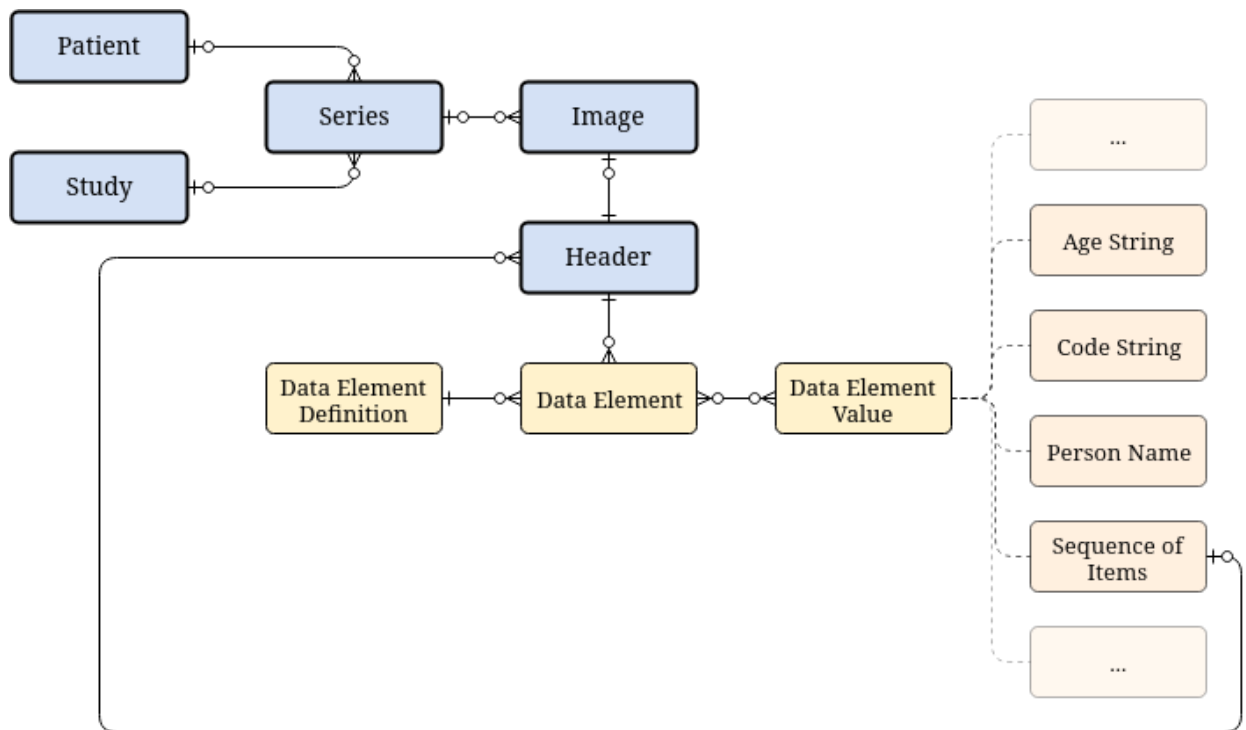 Patient
Series
Image
Study
Header
Data Element
Definition
Data Element
Data Element
Value
...
Age String
Code String
Person Name
Sequence of
Items
...